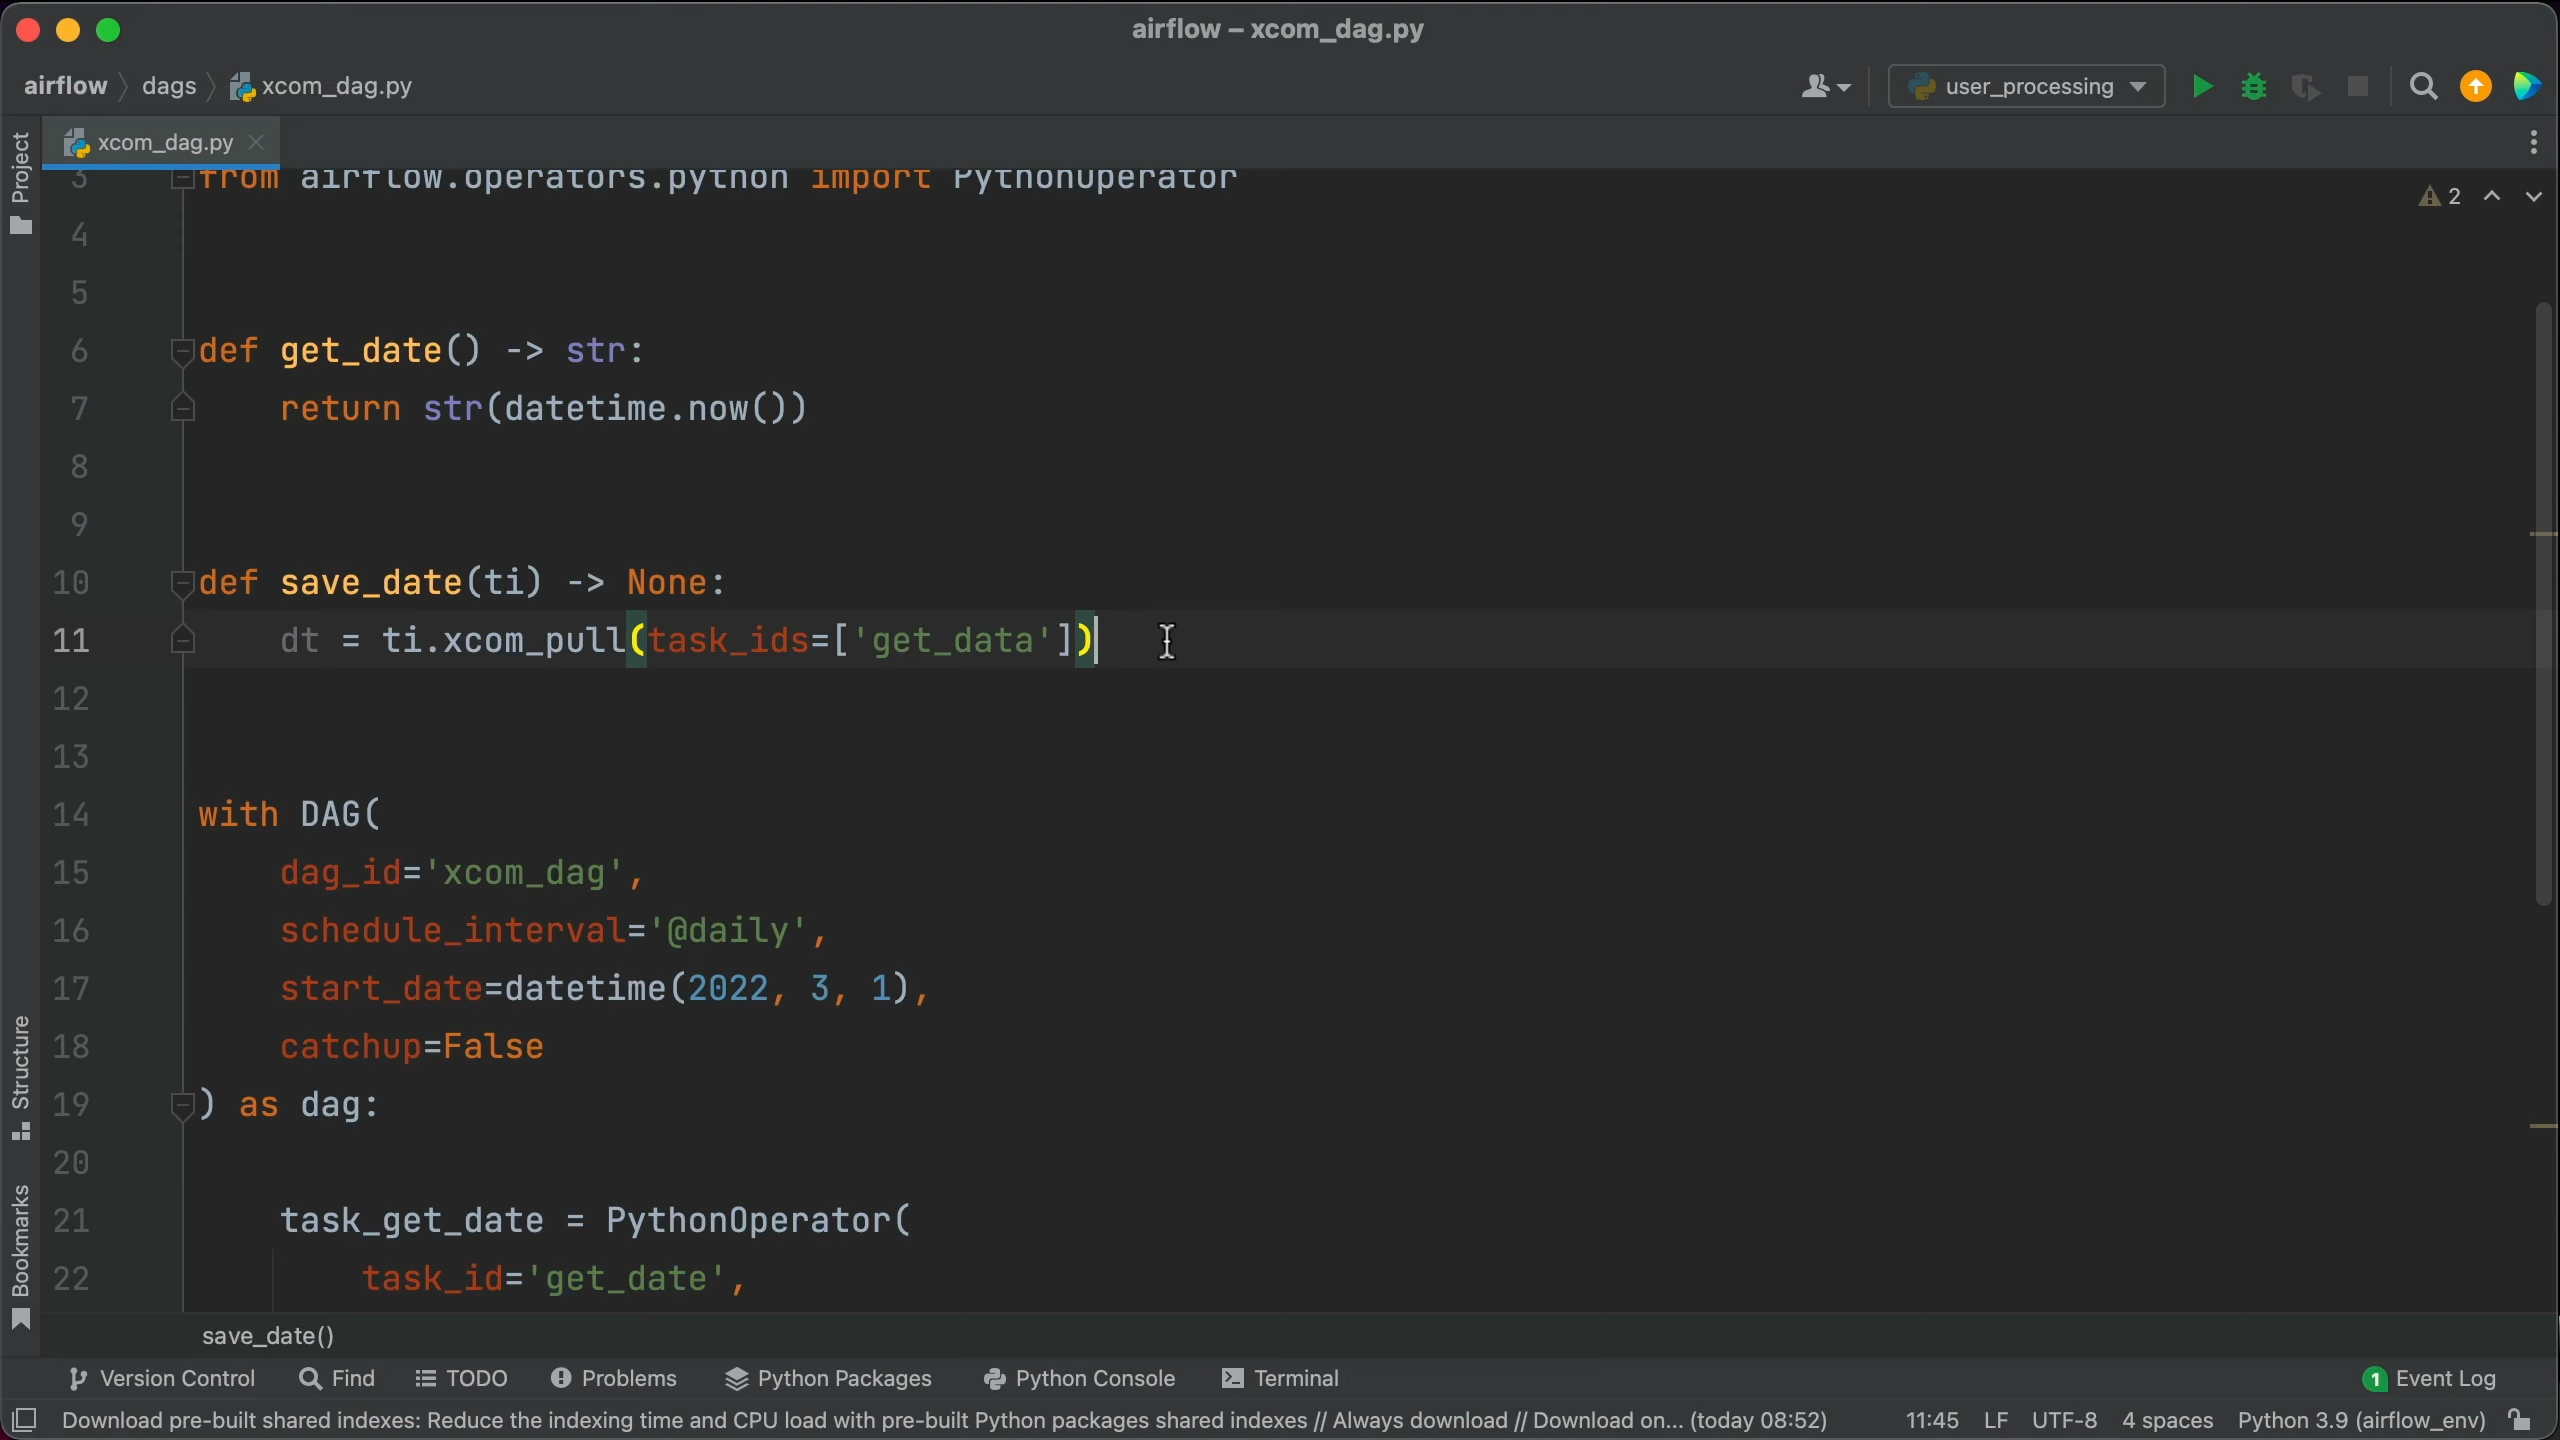 airflow – xcom_dag.py
airflow dags xcom_dag.py
user_processing
xcom_dag.py
Project
2
3 from airflow.operators.python import PythonOperator
4
5
6 def get_date() -> str:
7 return str(datetime.now())
8
9
10 def save_date(ti) -> None:
11 dt = ti.xcom_pull(task_ids=['get_data'])
12
13
14 with DAG(
15 dag_id='xcom_dag',
16 schedule_interval='@daily',
17 start_date=datetime(2022, 3, 1),
18 catchup=False
19 ) as dag:
20
21 task_get_date = PythonOperator(
22 task_id='get_date',
Structure
Bookmarks
save_date()
Version Control Find TODO Problems Python Packages Python Console Terminal 1 Event Log
Download pre-built shared indexes: Reduce the indexing time and CPU load with pre-built Python packages shared indexes // Always download // Download on... (today 08:52) 11:45 LF UTF-8 4 spaces Python 3.9 (airflow_env)